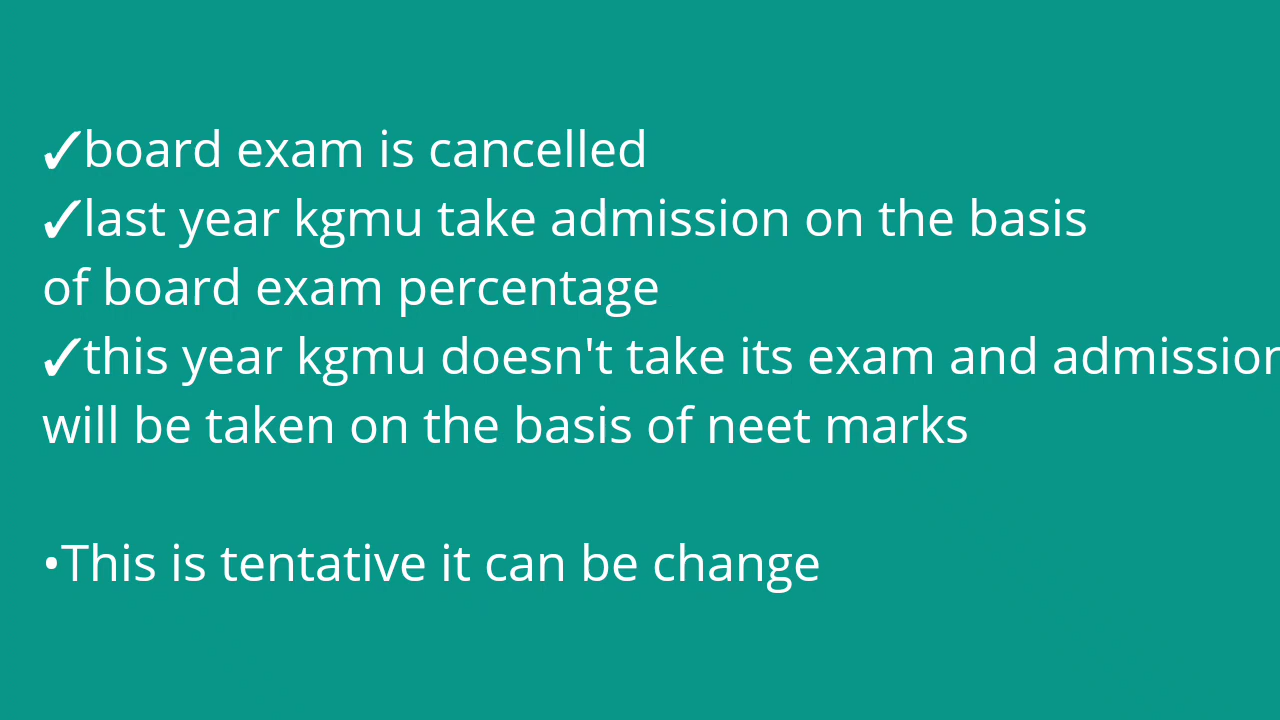 ✓board exam is cancelled
✓last year kgmu take admission on the basis
of board exam percentage
✓this year kgmu doesn't take its exam and admission
will be taken on the basis of neet marks
•This is tentative it can be change